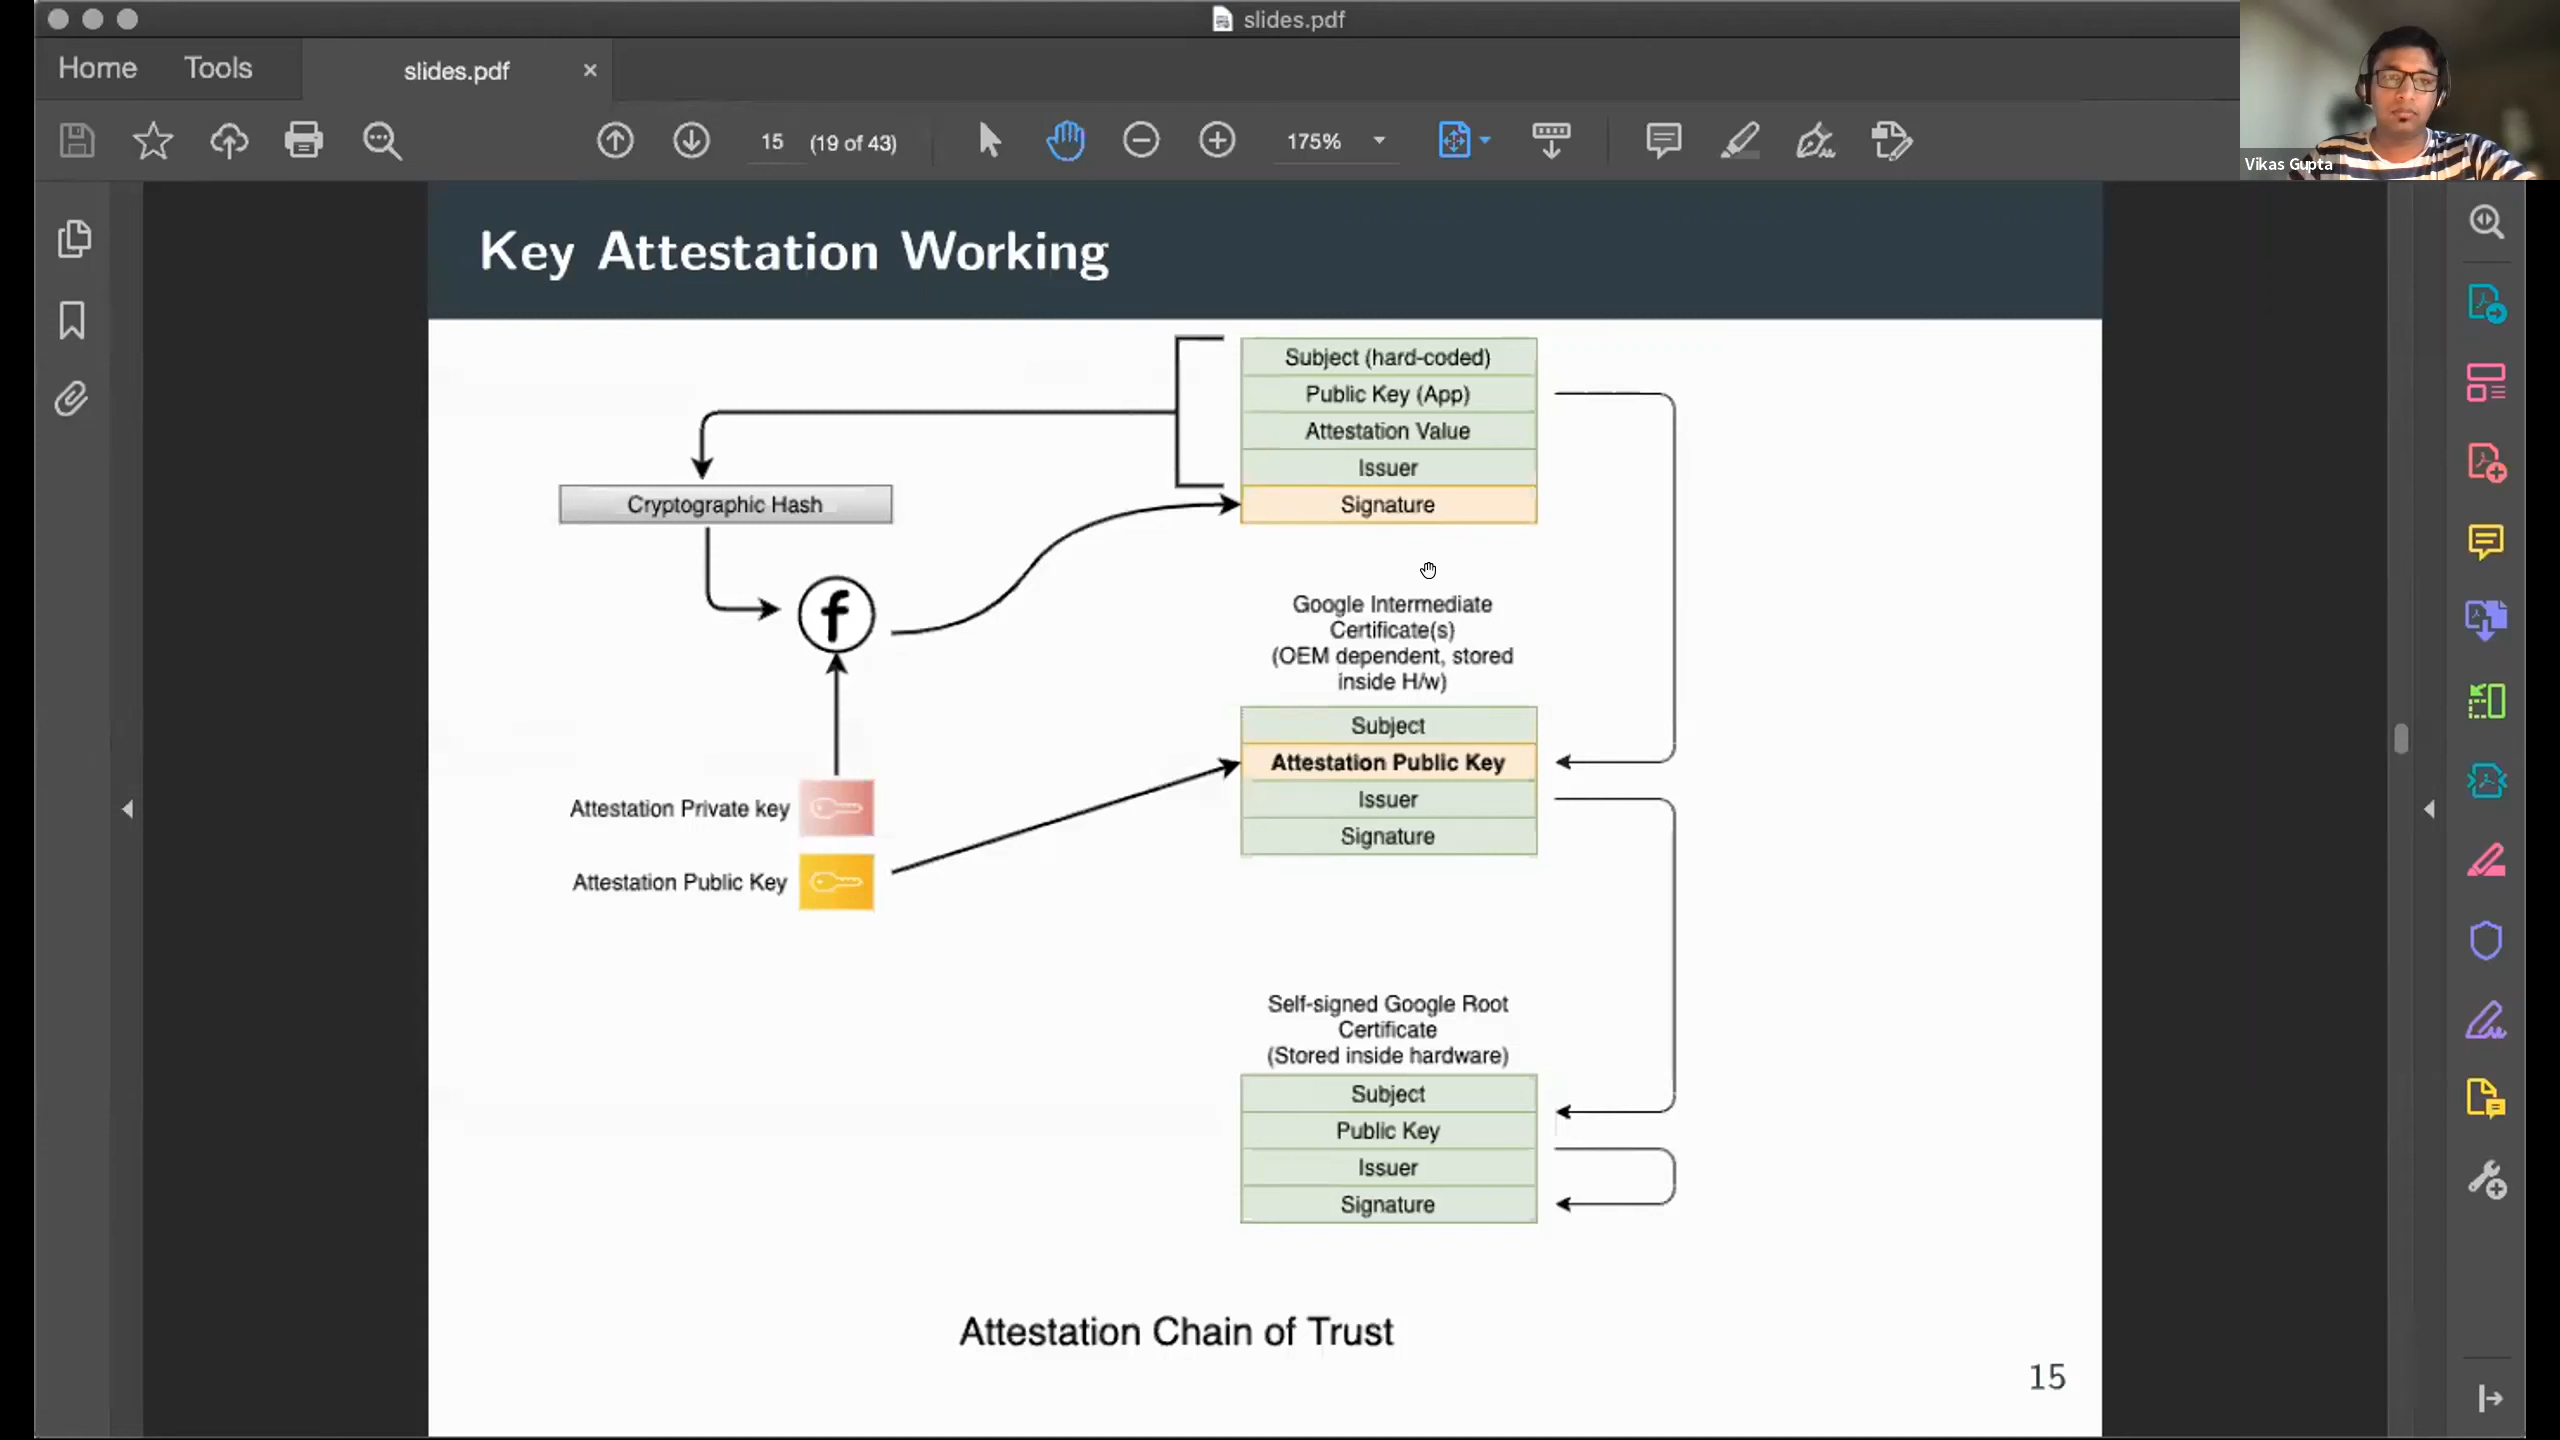 slides.pdf
Home
Tools
slides.pdf
×
15
(19 of 43)
175%
Vikas Gupta
Key Attestation Working
Subject (hard-coded)
Public Key (App)
Attestation Value
Issuer
Signature
Cryptographic Hash
f
Google Intermediate
Certificate(s)
(OEM dependent, stored
inside H/w)
Subject
Attestation Public Key
Issuer
Signature
Attestation Private key
Attestation Public Key
Self-signed Google Root
Certificate
(Stored inside hardware)
Subject
Public Key
Issuer
Signature
Attestation Chain of Trust
15